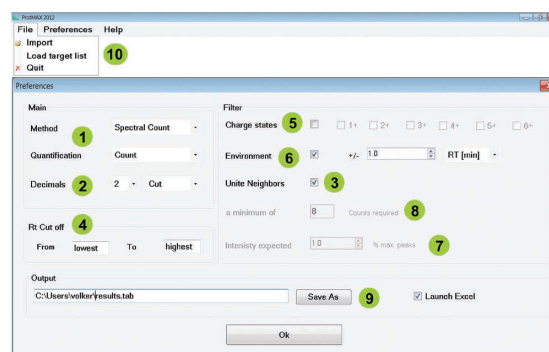 ProtMAX 2012
File Preferences Help
Import
Load target list
Quit
10
Preferences
Main
Method Spectral Count
1
Quantification Count
Decimals 2 2 Cut
Rt Cut off 4
From lowest To highest
Filter
Charge states 5 1+ 2+ 3+ 4+ 5+ 6+
Environment 6 +/- 1.0 RT [min]
Unite Neighbors 3
a minimum of 8 Counts required 8
Intenisty expected 1.0 % max. peaks 7
Output
C:\Users\volker\results.tab Save As 9 Launch Excel
Ok